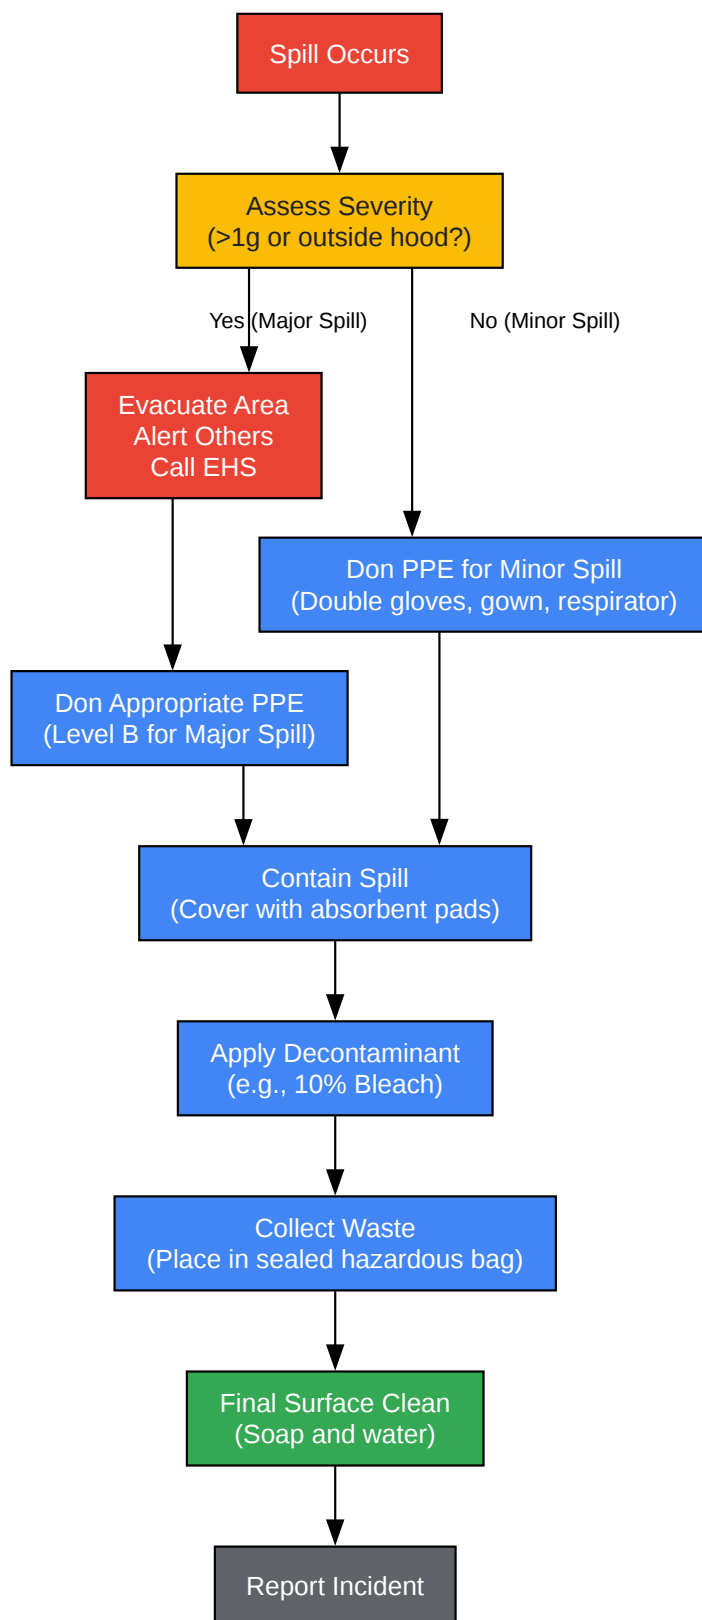 Spill Occurs
Assess Severity
(>1g or outside hood?)
Yes (Major Spill)
No (Minor Spill)
Evacuate Area
Alert Others
Call EHS
Don PPE for Minor Spill
(Double gloves, gown, respirator)
Don Appropriate PPE
(Level B for Major Spill)
Contain Spill
(Cover with absorbent pads)
Apply Decontaminant
(e.g., 10% Bleach)
Collect Waste
(Place in sealed hazardous bag)
Final Surface Clean
(Soap and water)
Report Incident